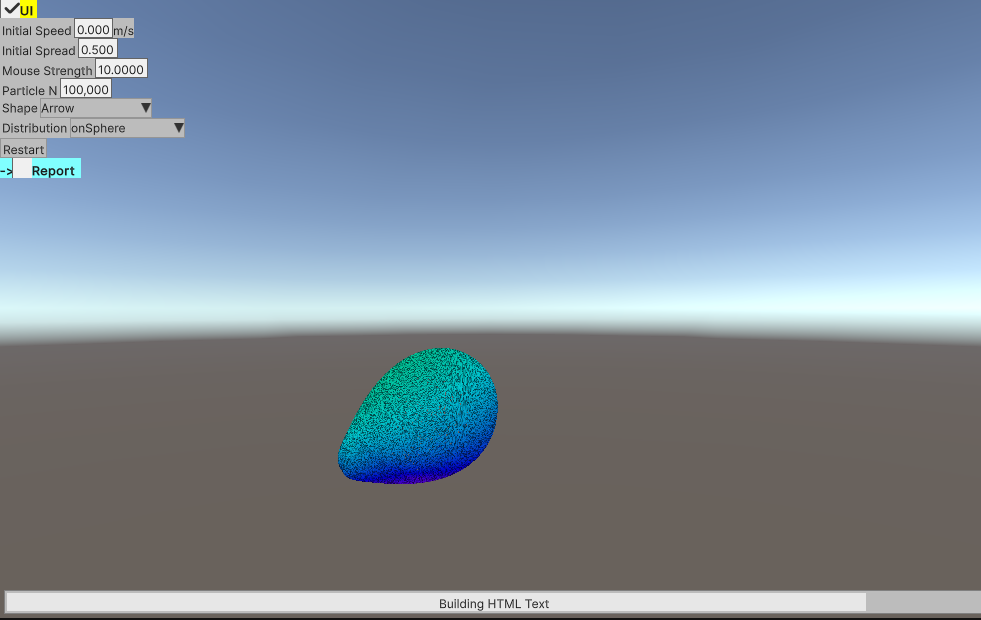 UI
Initial Speed 0.000 m/s
Initial Spread 0.500
Mouse Strength 10.0000
Particle N 100,000
Shape Arrow
Distribution onSphere
Restart
-> Report
Building HTML Text